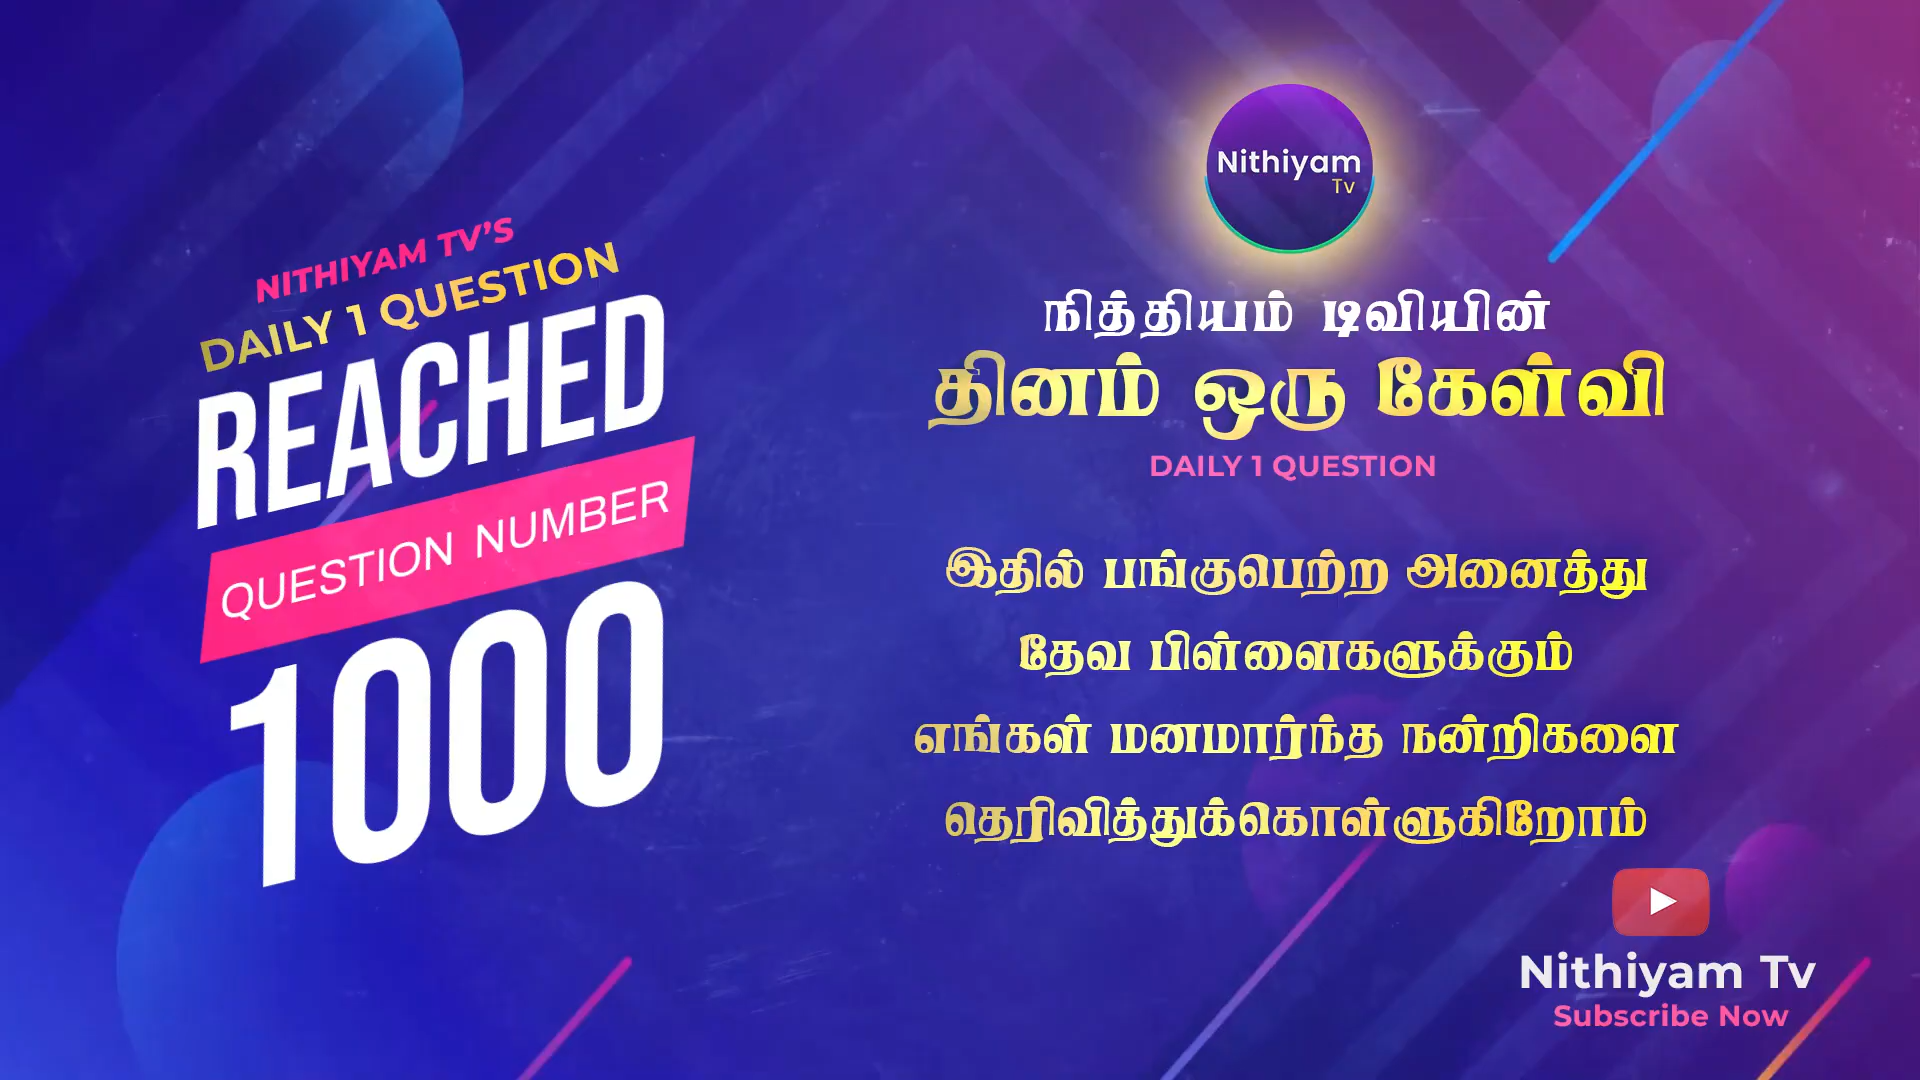 NITHIYAM TV'S
DAILY 1 QUESTION
REACHED
QUESTION NUMBER
1000
Nithiyam
Tv
நித்தியம் டிவியின்
தினம் ஒரு கேள்வி
DAILY 1 QUESTION
இதில் பங்குபெற்ற அனைத்து
தேவ பிள்ளைகளுக்கும்
எங்கள் மனமார்ந்த நன்றிகளை
தெரிவித்துக்கொள்ளுகிறோம்
Nithiyam Tv
Subscribe Now